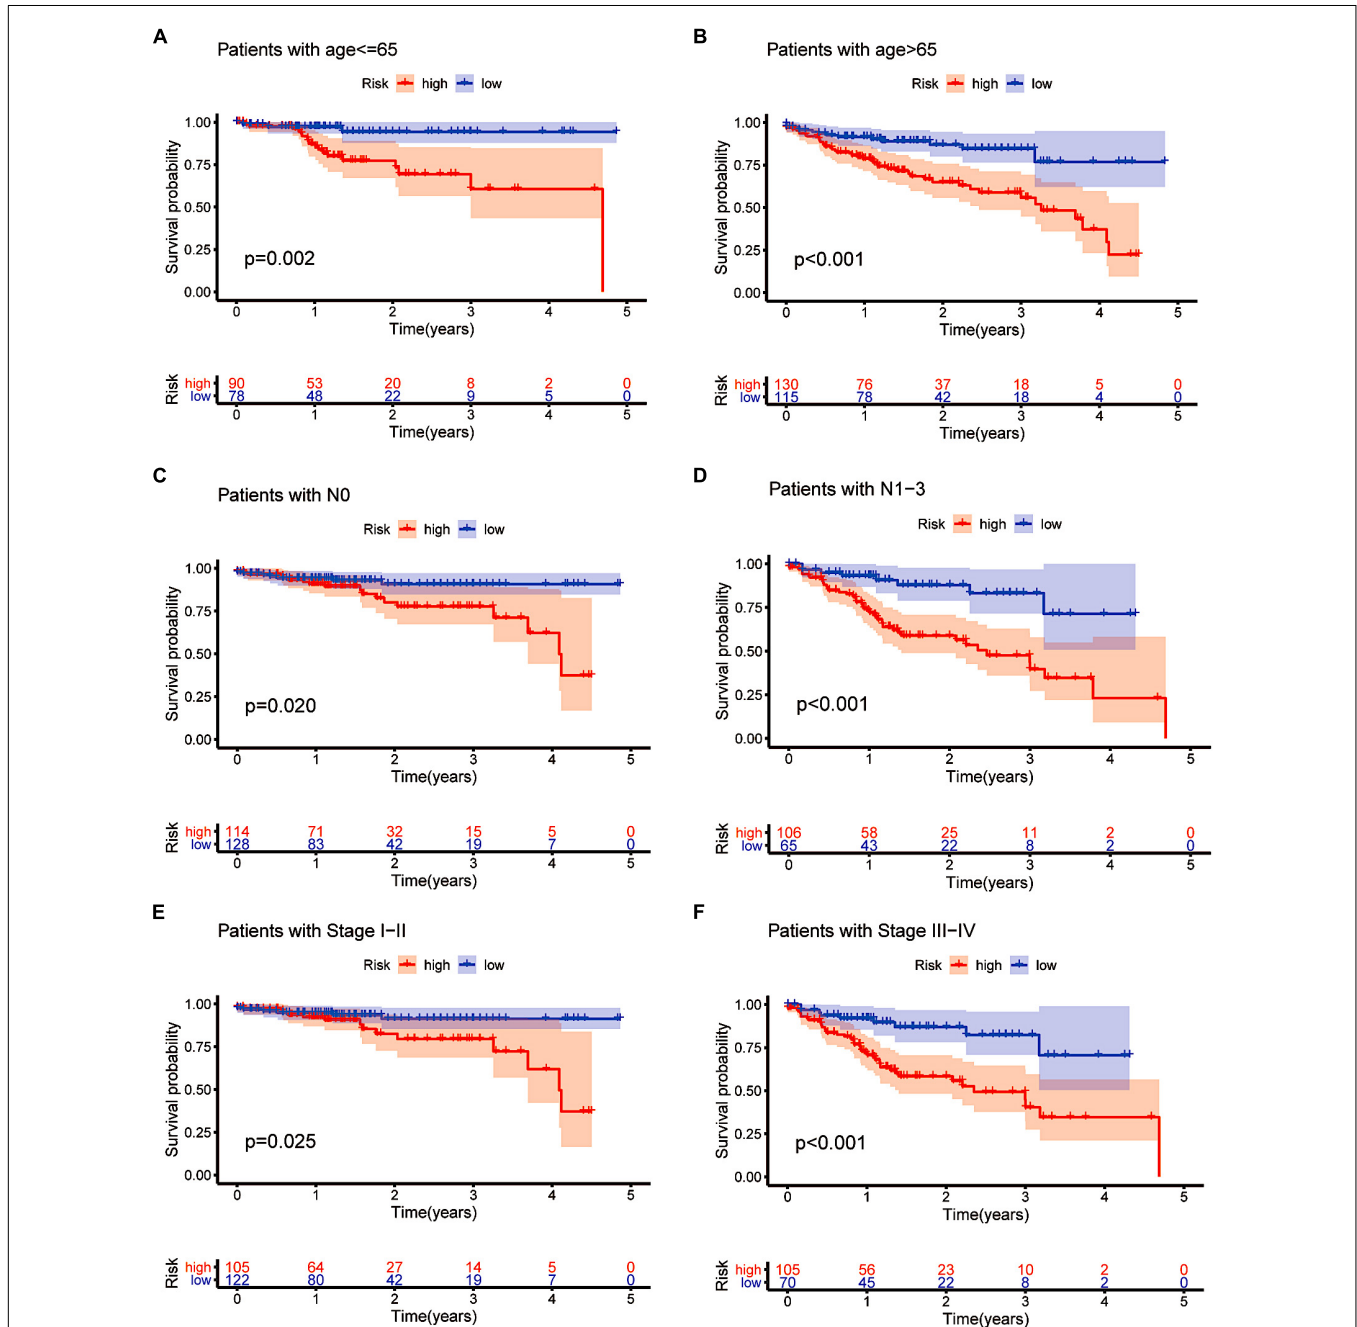 A
Patients with age<=65
Risk high low
Survival probability
1.00
0.75
0.50
0.25
0.00
p=0.002
0 1 2 3 4 5
Time(years)
Risk
high 90 53 20 8 2 0
low 78 48 22 9 5 0
0 1 2 3 4 5
Time(years)
B
Patients with age>65
Risk high low
Survival probability
1.00
0.75
0.50
0.25
0.00
p<0.001
0 1 2 3 4 5
Time(years)
Risk
high 130 76 37 18 5 0
low 115 78 42 18 4 0
0 1 2 3 4 5
Time(years)
C
Patients with N0
Risk high low
Survival probability
1.00
0.75
0.50
0.25
0.00
p=0.020
0 1 2 3 4 5
Time(years)
Risk
high 114 71 32 15 5 0
low 128 83 42 19 7 0
0 1 2 3 4 5
Time(years)
D
Patients with N1−3
Risk high low
Survival probability
1.00
0.75
0.50
0.25
0.00
p<0.001
0 1 2 3 4 5
Time(years)
Risk
high 106 58 25 11 2 0
low 65 43 22 8 2 0
0 1 2 3 4 5
Time(years)
E
Patients with Stage I−II
Risk high low
Survival probability
1.00
0.75
0.50
0.25
0.00
p=0.025
0 1 2 3 4 5
Time(years)
Risk
high 105 64 27 14 5 0
low 122 80 42 19 7 0
0 1 2 3 4 5
Time(years)
F
Patients with Stage III−IV
Risk high low
Survival probability
1.00
0.75
0.50
0.25
0.00
p<0.001
0 1 2 3 4 5
Time(years)
Risk
high 105 56 23 10 2 0
low 70 45 22 8 2 0
0 1 2 3 4 5
Time(years)